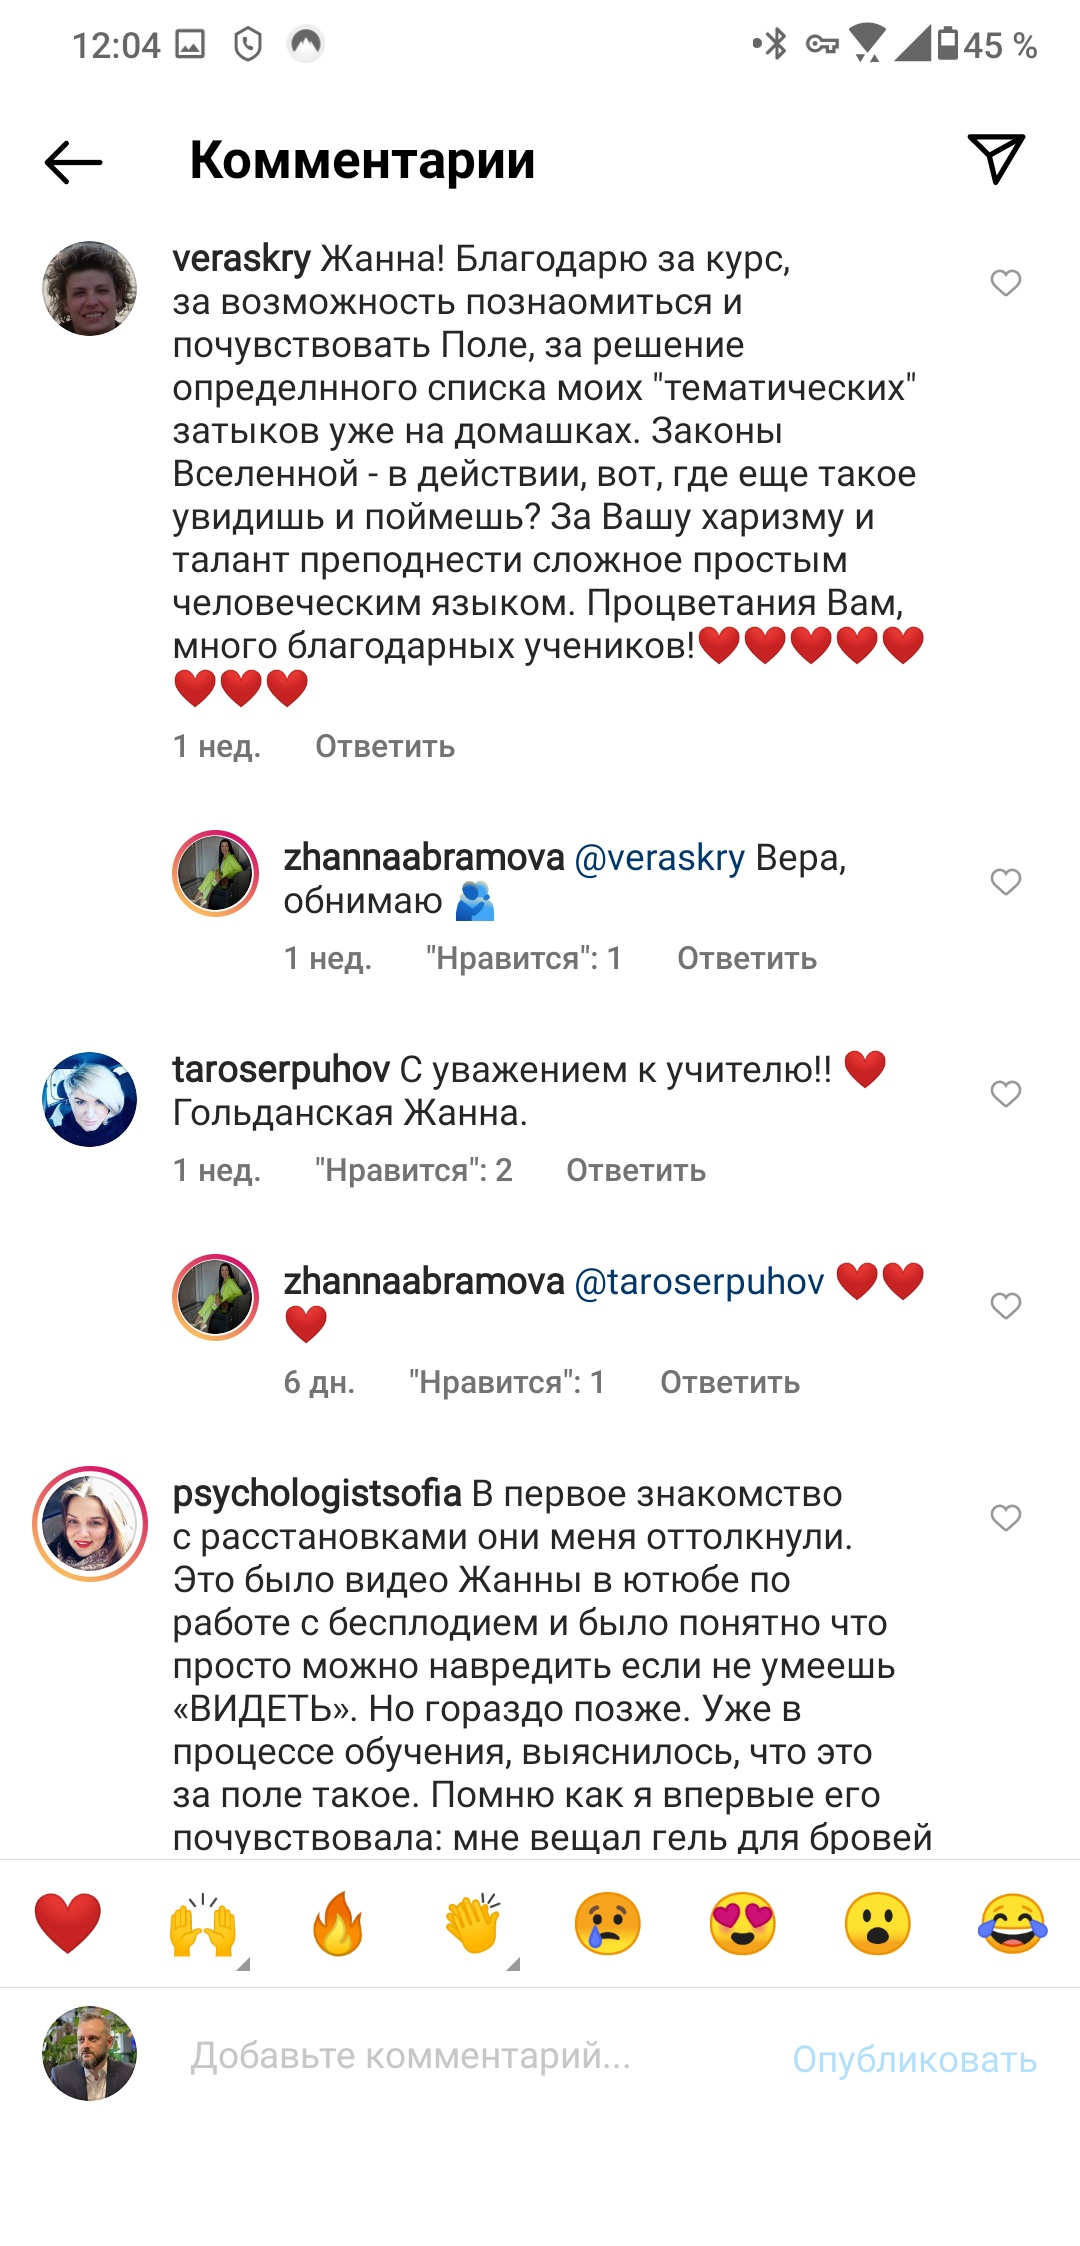 12:04
45 %
Комментарии
veraskry Жанна! Благодарю за курс,
за возможность познаомиться и
почувствовать Поле, за решение
определнного списка моих "тематических"
затыков уже на домашках. Законы
Вселенной - в действии, вот, где еще такое
увидишь и поймешь? За Вашу харизму и
талант преподнести сложное простым
человеческим языком. Процветания Вам,
много благодарных учеников!❤️❤️❤️❤️❤️
❤️❤️❤️
1 нед. Ответить
zhannaabramova @veraskry Вера,
обнимаю 🫂
1 нед. "Нравится": 1 Ответить
taroserpuhov С уважением к учителю!! ❤️
Гольданская Жанна.
1 нед. "Нравится": 2 Ответить
zhannaabramova @taroserpuhov ❤️❤️
❤️
6 дн. "Нравится": 1 Ответить
psychologistsofia В первое знакомство
с расстановками они меня оттолкнули.
Это было видео Жанны в ютюбе по
работе с бесплодием и было понятно что
просто можно навредить если не умеешь
«ВИДЕТЬ». Но гораздо позже. Уже в
процессе обучения, выяснилось, что это
за поле такое. Помню как я впервые его
почувствовала: мне вещал гель для бровей
❤️ 🙌 🔥 👏 😢 😍 😮 😂
Добавьте комментарий... Опубликовать